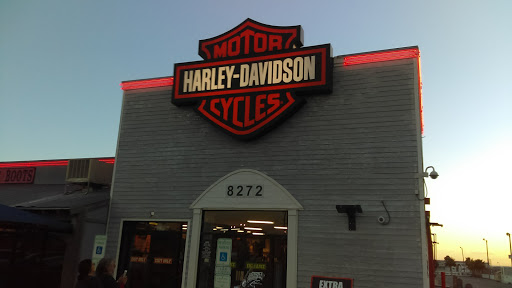 MOTOR
HARLEY-DAVIDSON
CYCLES
BOOTS
8272
EXTRA